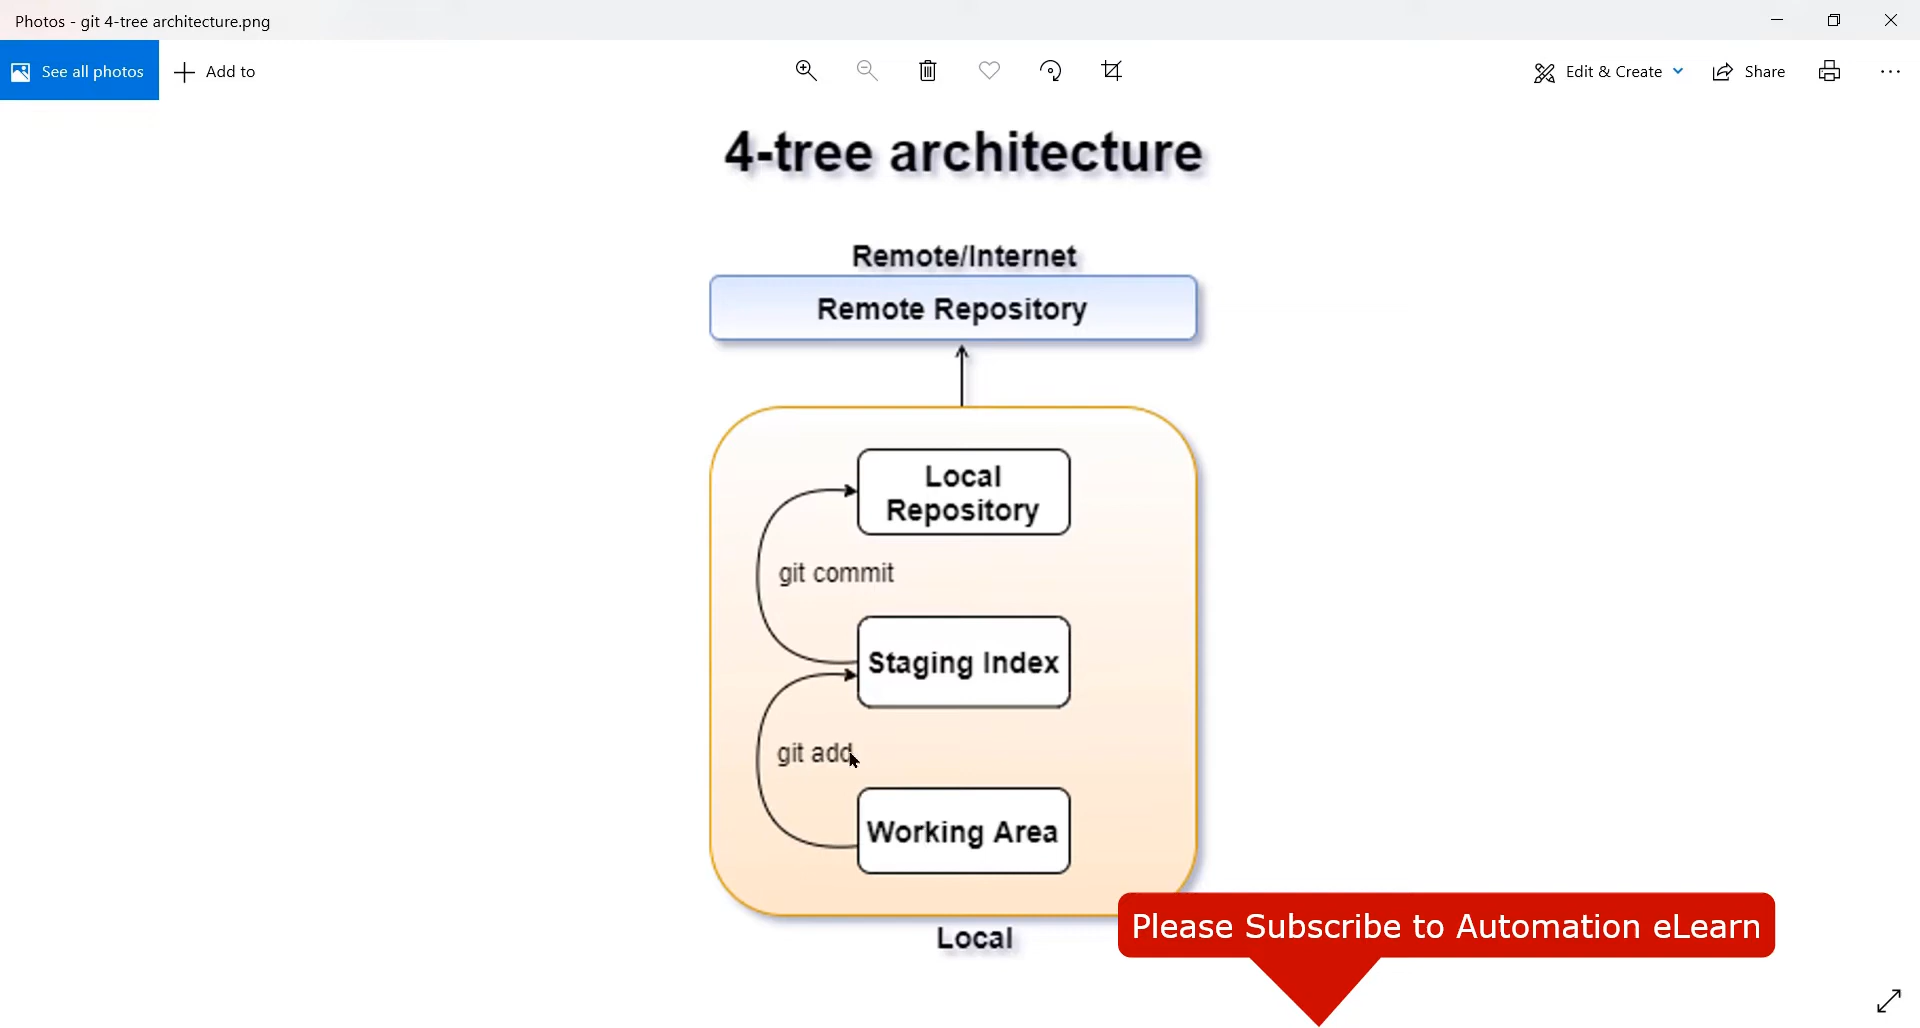 Photos - git 4-tree architecture.png
See all photos
Add to
Edit & Create
Share
4-tree architecture
Remote/Internet
Remote Repository
Local
Repository
git commit
Staging Index
git add
Working Area
Please Subscribe to Automation eLearn
Local